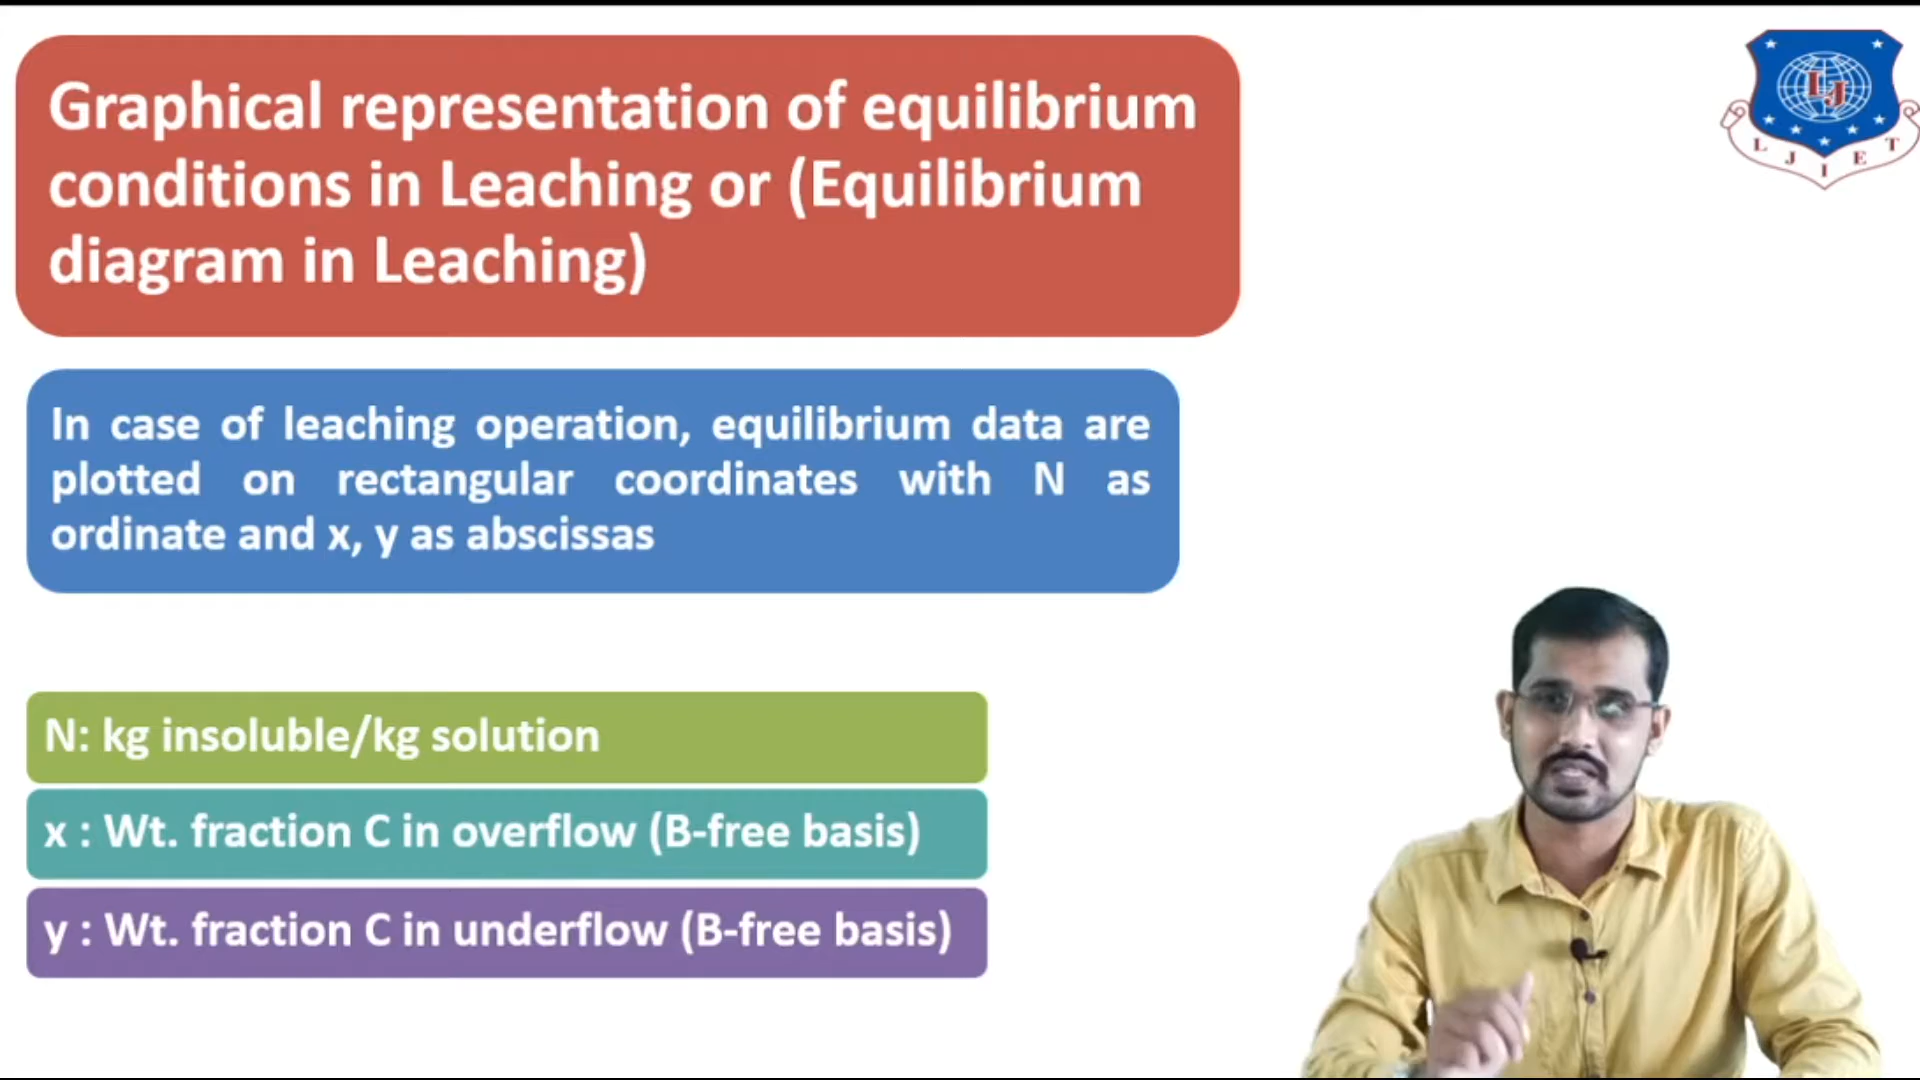 Graphical representation of equilibrium
conditions in Leaching or (Equilibrium
diagram in Leaching)
LJ
L J I E T
In case of leaching operation, equilibrium data are
plotted on rectangular coordinates with N as
ordinate and x, y as abscissas
N: kg insoluble/kg solution
x : Wt. fraction C in overflow (B-free basis)
y : Wt. fraction C in underflow (B-free basis)